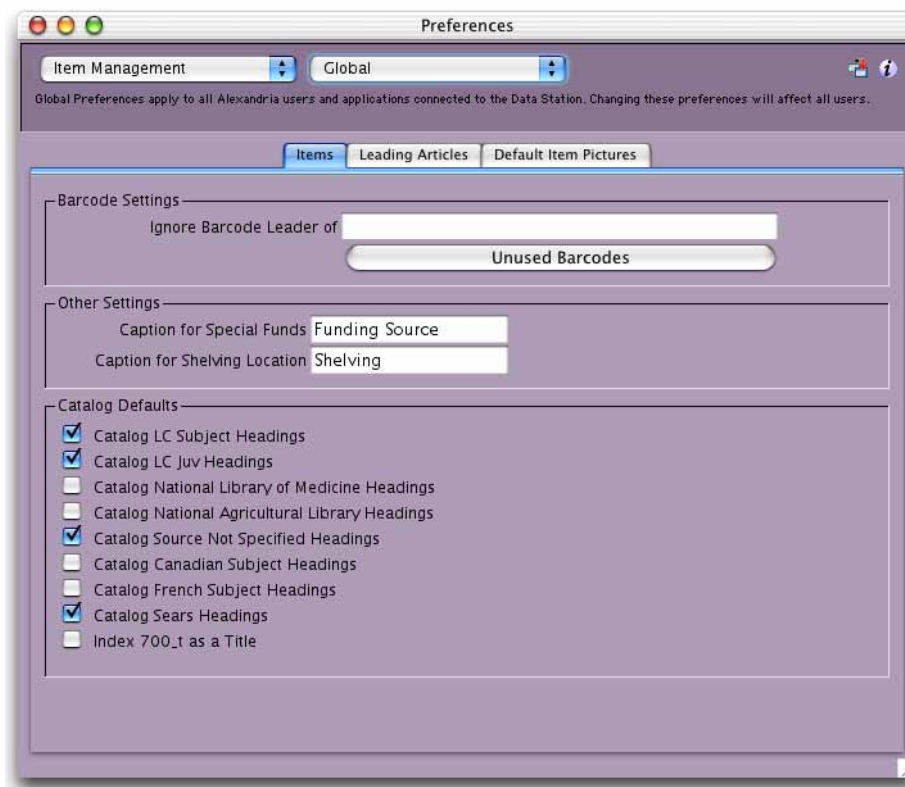 Preferences
Item Management
Global
Global Preferences apply to all Alexandria users and applications connected to the Data Station. Changing these preferences will affect all users.
Items
Leading Articles
Default Item Pictures
Barcode Settings
Ignore Barcode Leader of
Unused Barcodes
Other Settings
Caption for Special Funds Funding Source
Caption for Shelving Location Shelving
Catalog Defaults
Catalog LC Subject Headings
Catalog LC Juv Headings
Catalog National Library of Medicine Headings
Catalog National Agricultural Library Headings
Catalog Source Not Specified Headings
Catalog Canadian Subject Headings
Catalog French Subject Headings
Catalog Sears Headings
Index 700_t as a Title